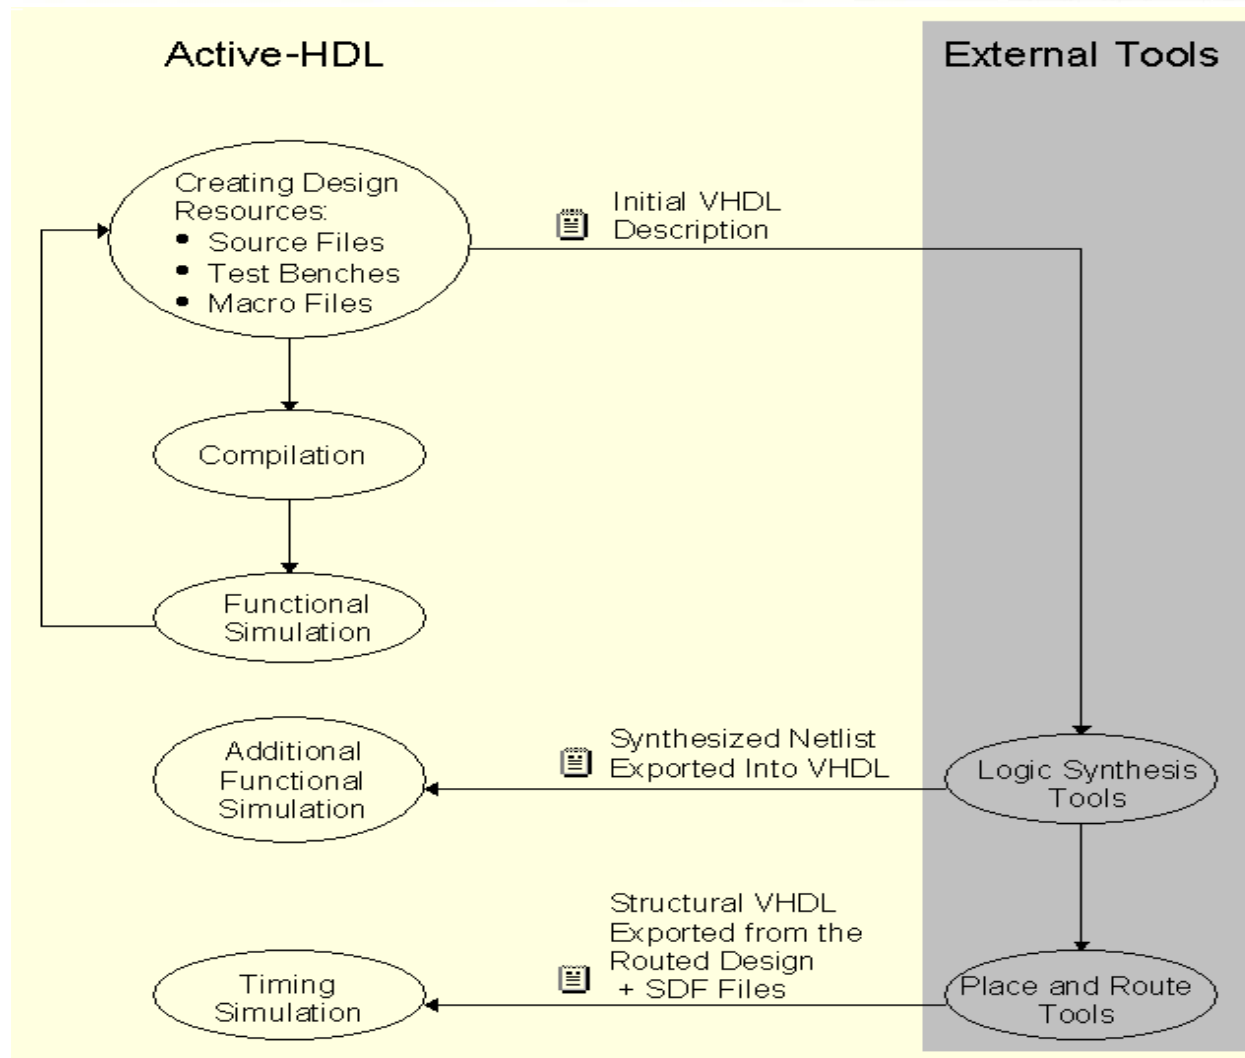 Active-HDL
External Tools
Creating Design
Resources:
• Source Files
• Test Benches
• Macro Files
Initial VHDL
Description
Compilation
Functional
Simulation
Additional
Functional
Simulation
Synthesized Netlist
Exported Into VHDL
Logic Synthesis
Tools
Structural VHDL
Exported from the
Routed Design
+ SDF Files
Timing
Simulation
Place and Route
Tools